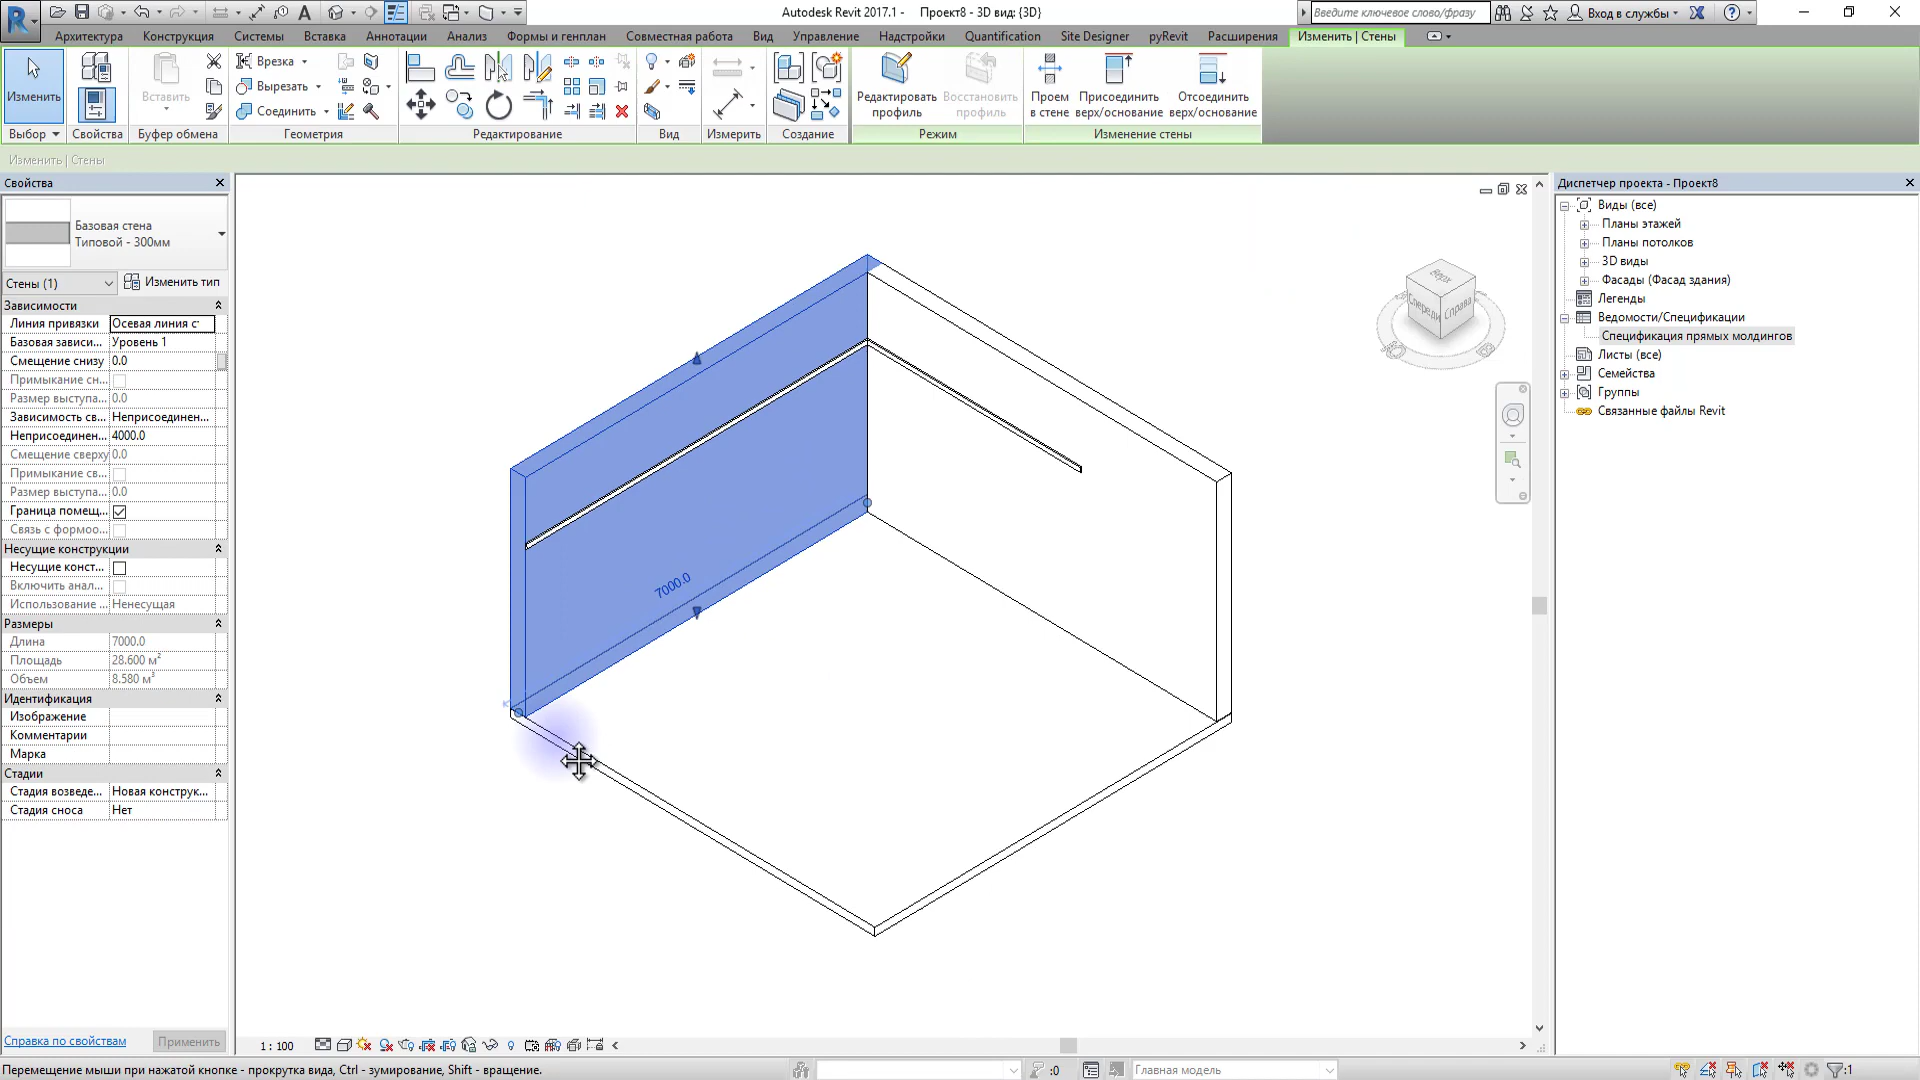 Autodesk Revit 2017.1 - Проект8 - 3D вид: {3D}
Введите ключевое слово/фразу
Вход в службы
Архитектура Конструкция Системы Вставка Аннотации Анализ Формы и генплан Совместная работа Вид Управление Надстройки Quantification Site Designer pyRevit Расширения Изменить | Стены
Изменить
Вставить
Врезка
Вырезать
Соединить
Редактировать профиль
Восстановить профиль
Проем в стене
Присоединить верх/основание
Отсоединить верх/основание
Выбор Свойства Буфер обмена Геометрия Редактирование Вид Измерить Создание Режим Изменение стены
Изменить | Стены
Свойства
Базовая стена
Типовой - 300мм
Стены (1) Изменить тип
Зависимости
Линия привязки Осевая линия ст
Базовая зависи... Уровень 1
Смещение снизу 0.0
Примыкание сн...
Размер выступа... 0.0
Зависимость св... Неприсоединен...
Неприсоединен... 4000.0
Смещение сверху 0.0
Примыкание св...
Размер выступа... 0.0
Граница помещ...
Связь с формоо...
Несущие конструкции
Несущие конст...
Включить анал...
Использование ... Ненесущая
Размеры
Длина 7000.0
Площадь 28.600 м²
Объем 8.580 м³
Идентификация
Изображение
Комментарии
Марка
Стадии
Стадия возведе... Новая конструк...
Стадия сноса Нет
Справка по свойствам Применить
7000.0
Верх
Спереди
Справа
Диспетчер проекта - Проект8
Виды (все)
Планы этажей
Планы потолков
3D виды
Фасады (Фасад здания)
Легенды
Ведомости/Спецификации
Спецификация прямых молдингов
Листы (все)
Семейства
Группы
Связанные файлы Revit
1 : 100
Перемещение мыши при нажатой кнопке - прокрутка вида, Ctrl - зумирование, Shift - вращение.
:0
Главная модель
:1